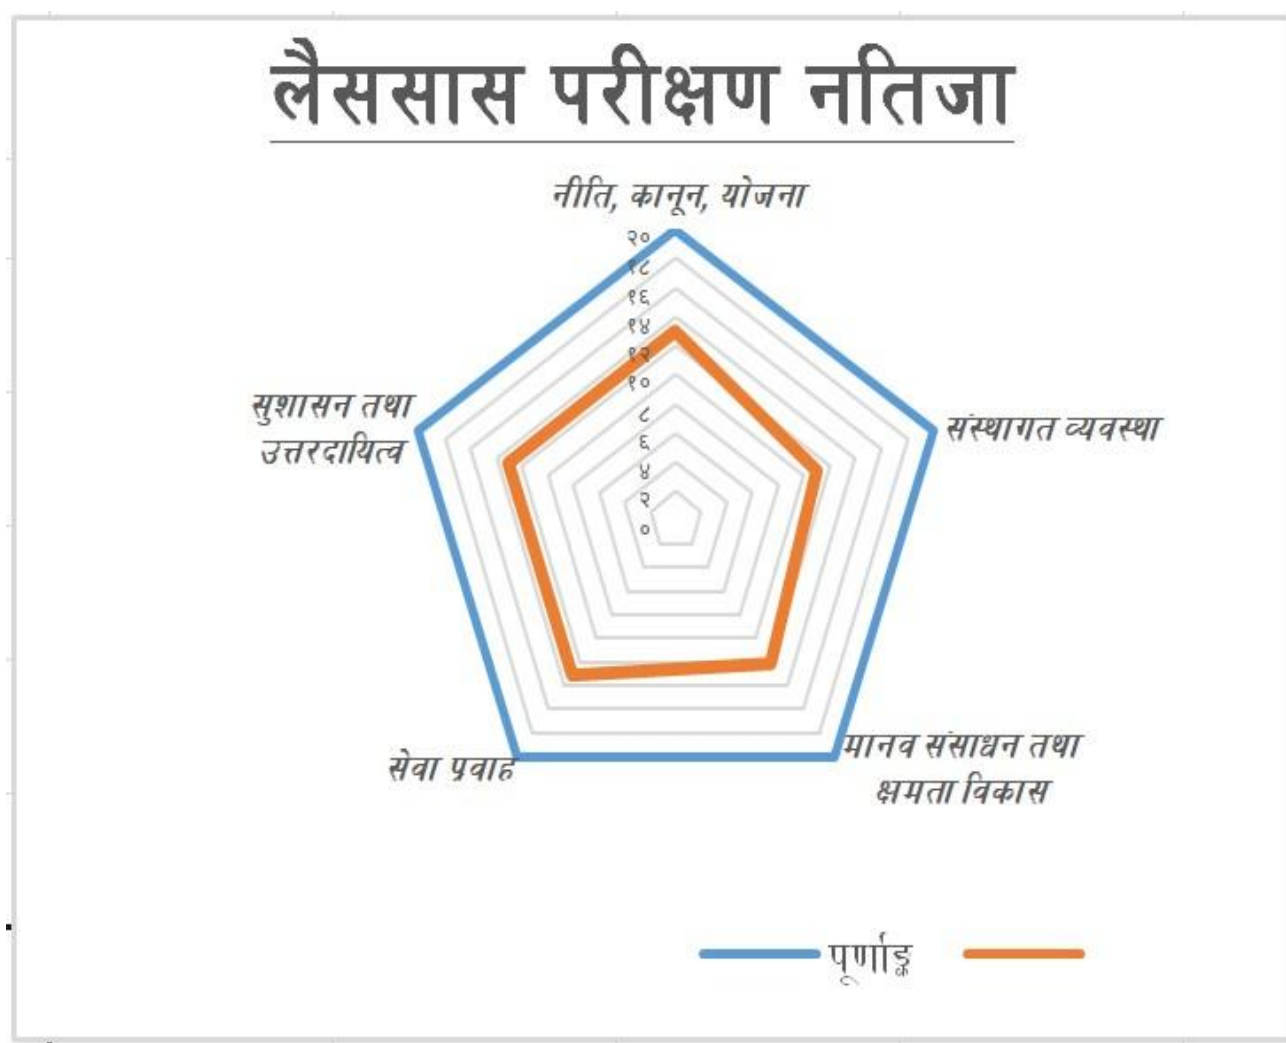 लैससास परीक्षण नतिजा
नीति, कानून, योजना
२०
१८
१६
१४
१२
१०
८
६
४
२
०
संस्थागत व्यवस्था
सुशासन तथा
उत्तरदायित्व
मानव संसाधन तथा
क्षमता विकास
सेवा प्रवाह
पूर्णाङ्क